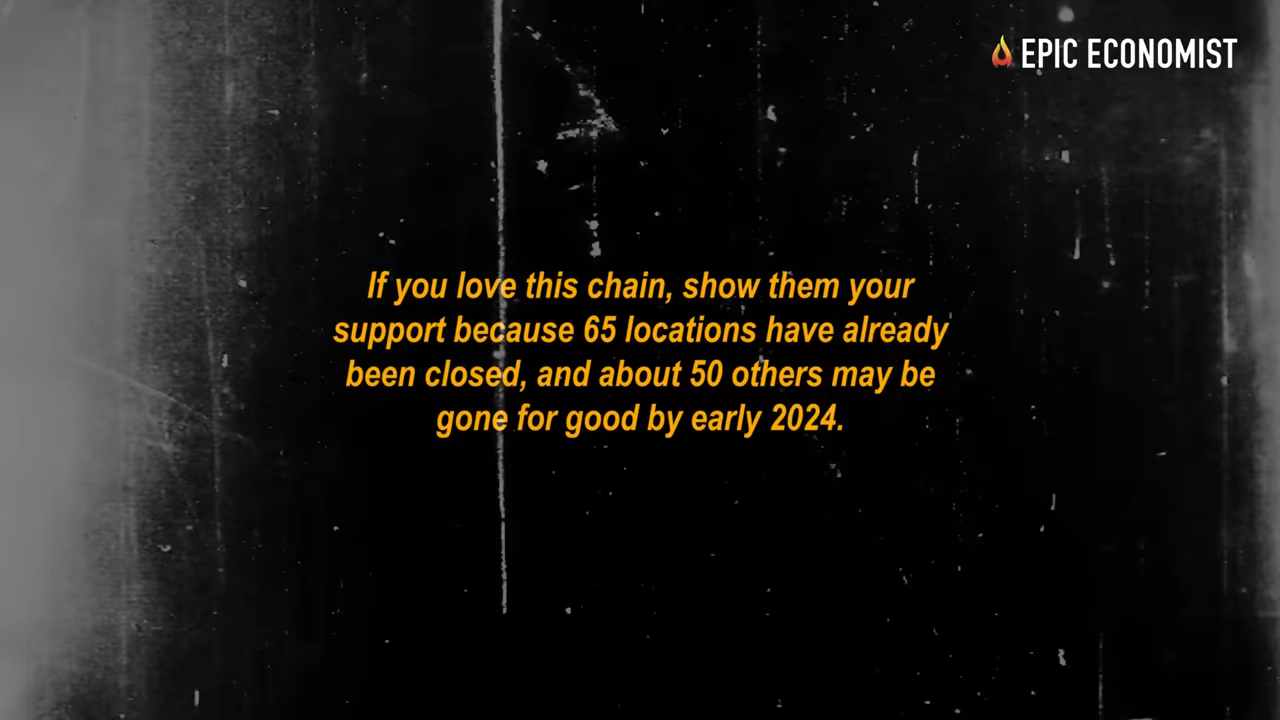 EPIC ECONOMIST
If you love this chain, show them your
support because 65 locations have already
been closed, and about 50 others may be
gone for good by early 2024.